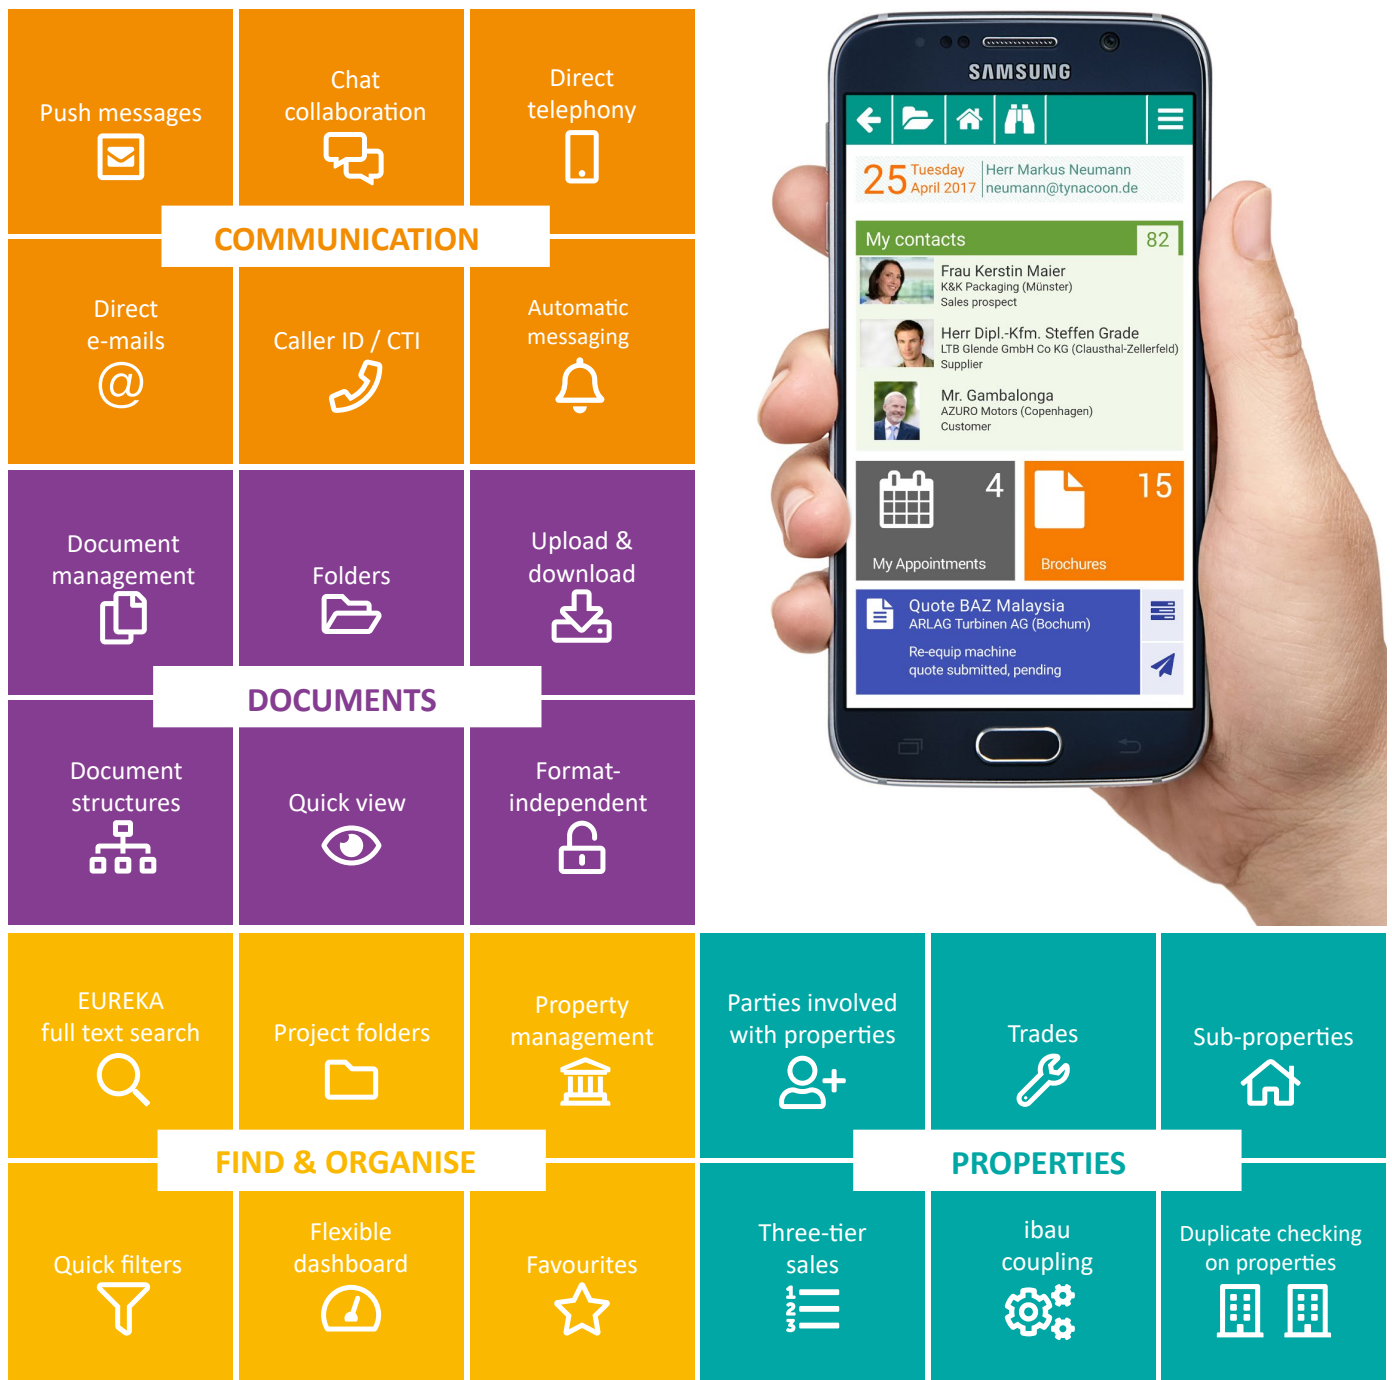 Push messages
Chat
collaboration
Direct
telephony
COMMUNICATION
Direct
e-mails
@
Caller ID / CTI
Automatic
messaging
SAMSUNG
25
Tuesday
April 2017
Herr Markus Neumann
neumann@tynacoon.de
My contacts
82
Frau Kerstin Maier
K&K Packaging (Münster)
Sales prospect
Herr Dipl.-Kfm. Steffen Grade
LTB Glende GmbH Co KG (Clausthal-Zellerfeld)
Supplier
Mr. Gambalonga
AZURO Motors (Copenhagen)
Customer
4
My Appointments
15
Brochures
Quote BAZ Malaysia
ARLAG Turbinen AG (Bochum)
Re-equip machine
quote submitted, pending
Document
management
Folders
Upload &
download
DOCUMENTS
Document
structures
Quick view
Format-
independent
EUREKA
full text search
Project folders
Property
management
FIND & ORGANISE
Quick filters
Flexible
dashboard
Favourites
Parties involved
with properties
Trades
Sub-properties
PROPERTIES
Three-tier
sales
1
2
3
ibau
coupling
Duplicate checking
on properties